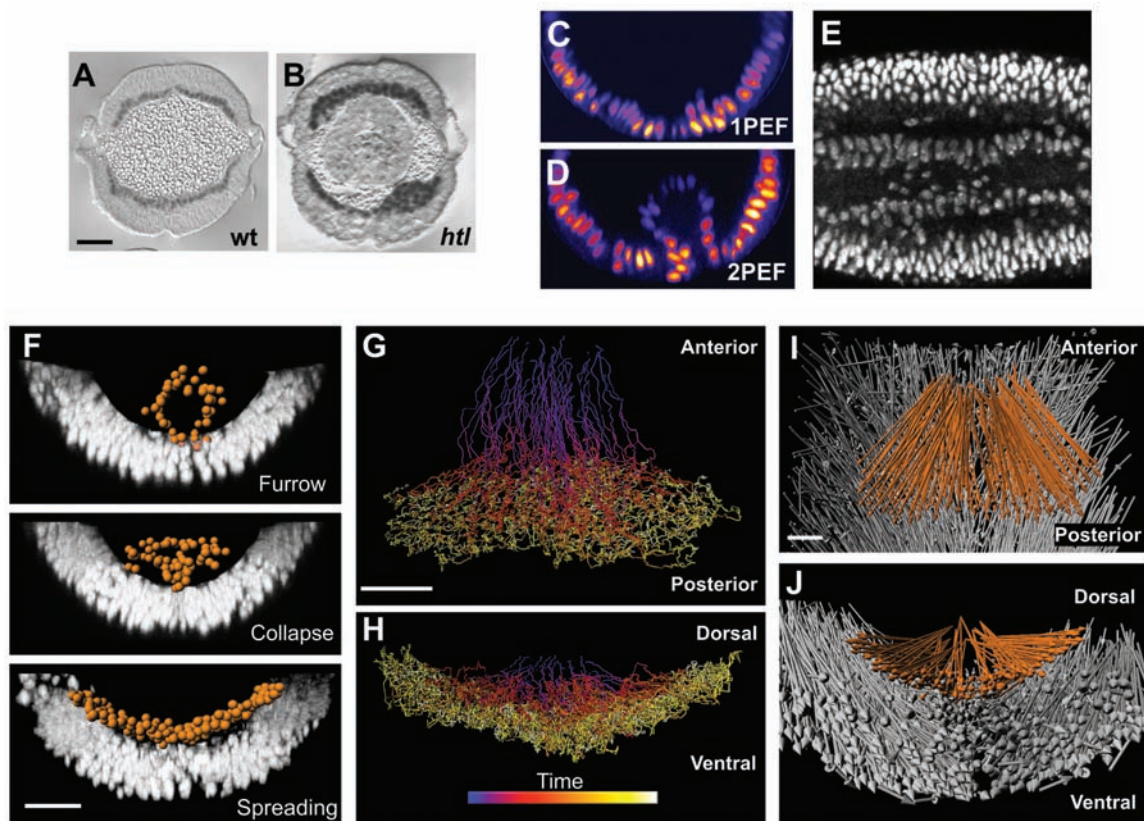 A
wt
B
htl
C
1PEF
D
2PEF
E
F
Furrow
Collapse
Spreading
G
Anterior
Posterior
H
Dorsal
Ventral
Time
I
Anterior
Posterior
J
Dorsal
Ventral